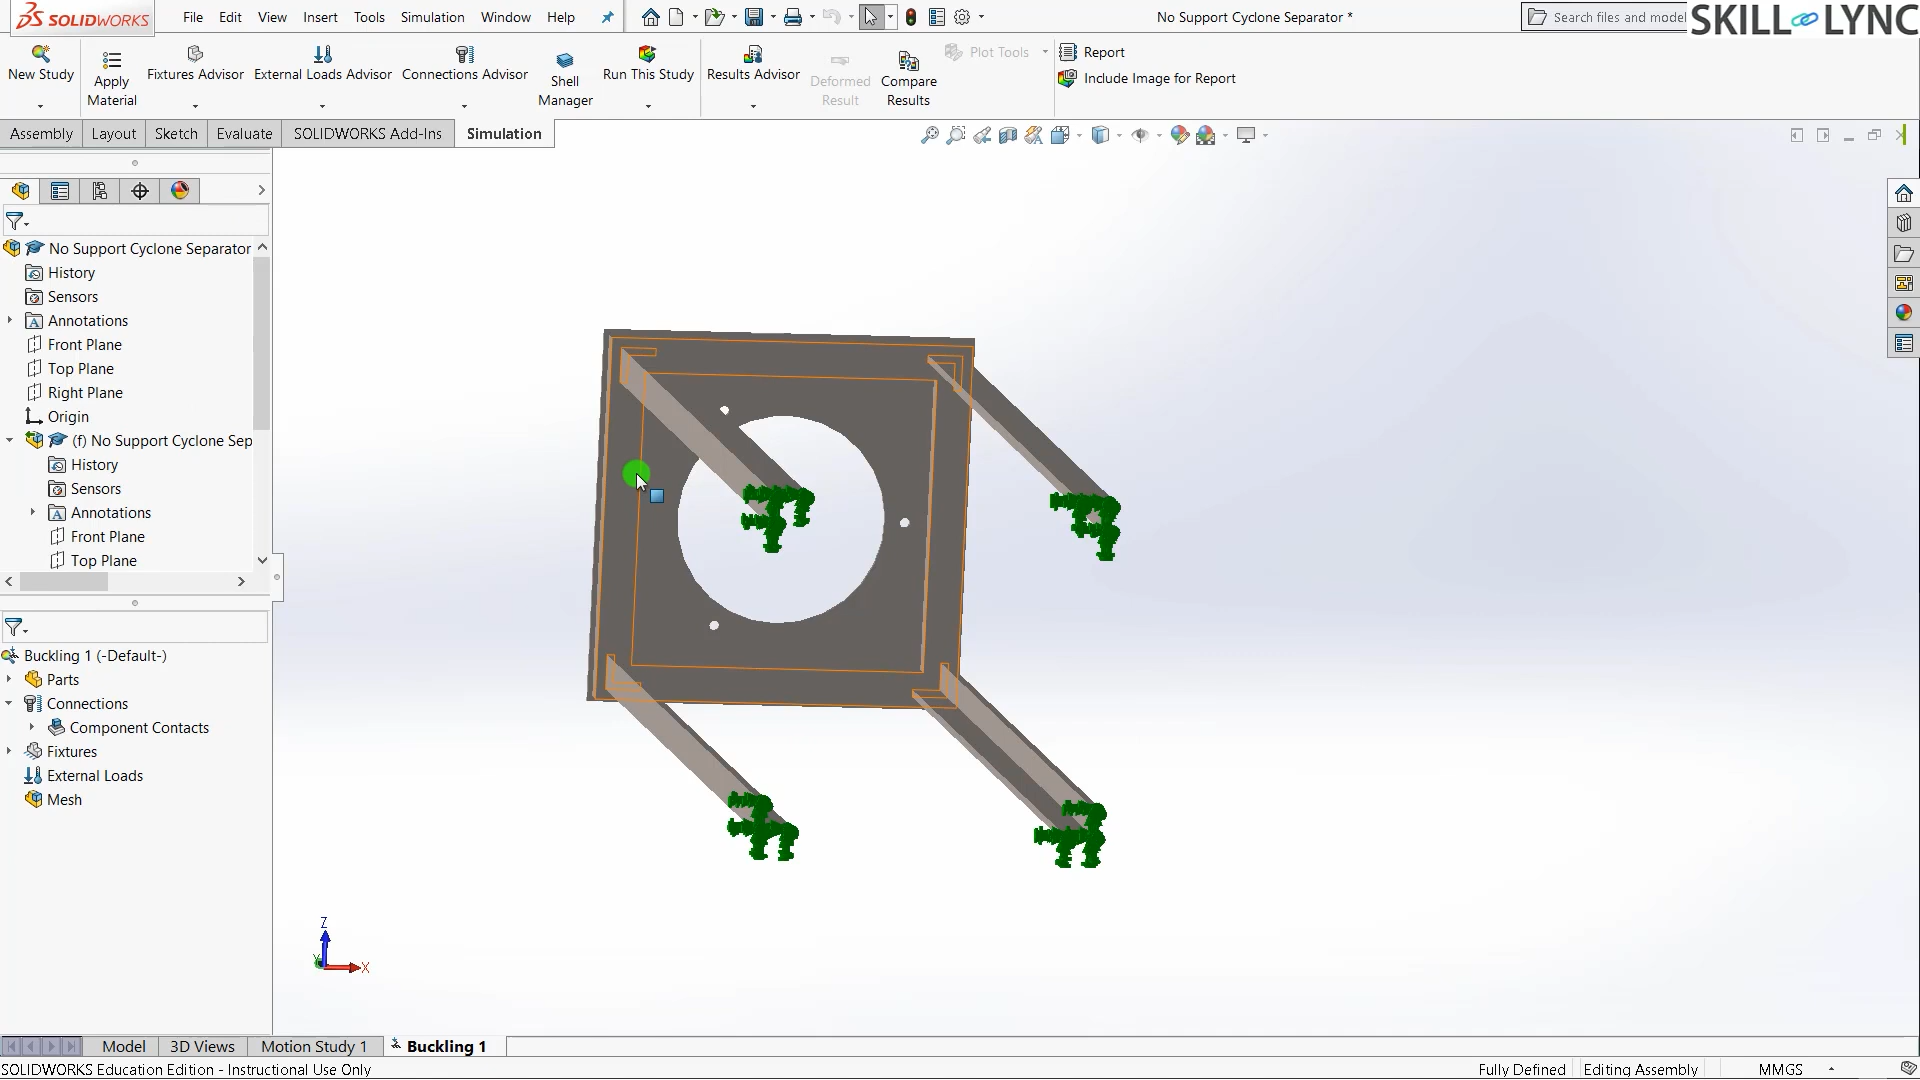 SOLIDWORKS
File Edit View Insert Tools Simulation Window Help
No Support Cyclone Separator *
Search files and model
SKILL LYNC
New Study
Apply
Material
Fixtures Advisor
External Loads Advisor
Connections Advisor
Shell
Manager
Run This Study
Results Advisor
Deformed
Result
Compare
Results
Plot Tools
Report
Include Image for Report
Assembly Layout Sketch Evaluate SOLIDWORKS Add-Ins Simulation
No Support Cyclone Separator
History
Sensors
Annotations
Front Plane
Top Plane
Right Plane
Origin
(f) No Support Cyclone Sep
History
Sensors
Annotations
Front Plane
Top Plane
Buckling 1 (-Default-)
Parts
Connections
Component Contacts
Fixtures
External Loads
Mesh
Z
Y
X
Model 3D Views Motion Study 1 Buckling 1
SOLIDWORKS Education Edition - Instructional Use Only
Fully Defined Editing Assembly MMGS